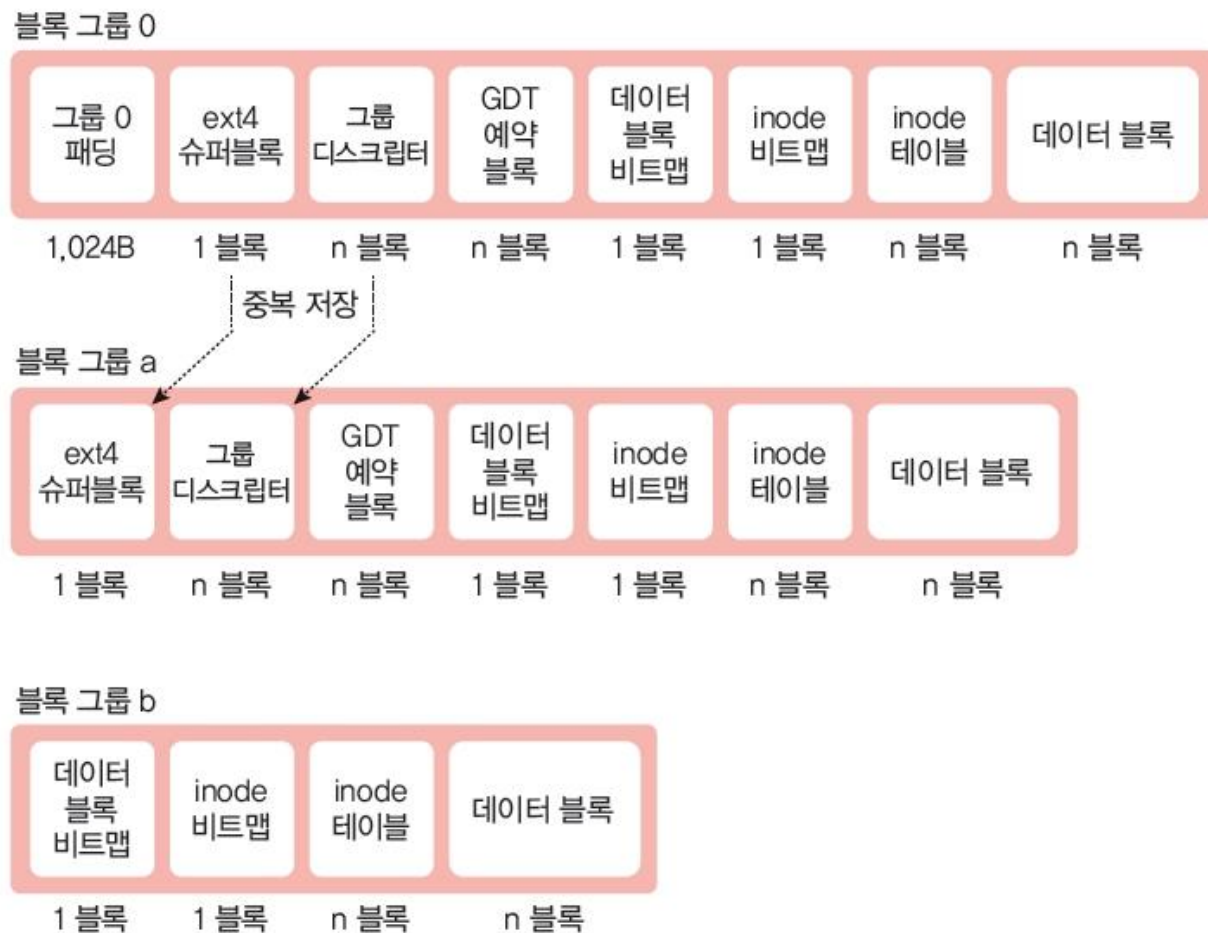 블록 그룹 0
그룹 0
패딩
ext4
슈퍼블록
그룹
디스크립터
GDT
예약
블록
데이터
블록
비트맵
inode
비트맵
inode
테이블
데이터 블록
1,024B
1 블록
n 블록
n 블록
1 블록
1 블록
n 블록
n 블록
중복 저장
블록 그룹 a
ext4
슈퍼블록
그룹
디스크립터
GDT
예약
블록
데이터
블록
비트맵
inode
비트맵
inode
테이블
데이터 블록
1 블록
n 블록
n 블록
1 블록
1 블록
n 블록
n 블록
블록 그룹 b
데이터
블록
비트맵
inode
비트맵
inode
테이블
데이터 블록
1 블록
1 블록
n 블록
n 블록